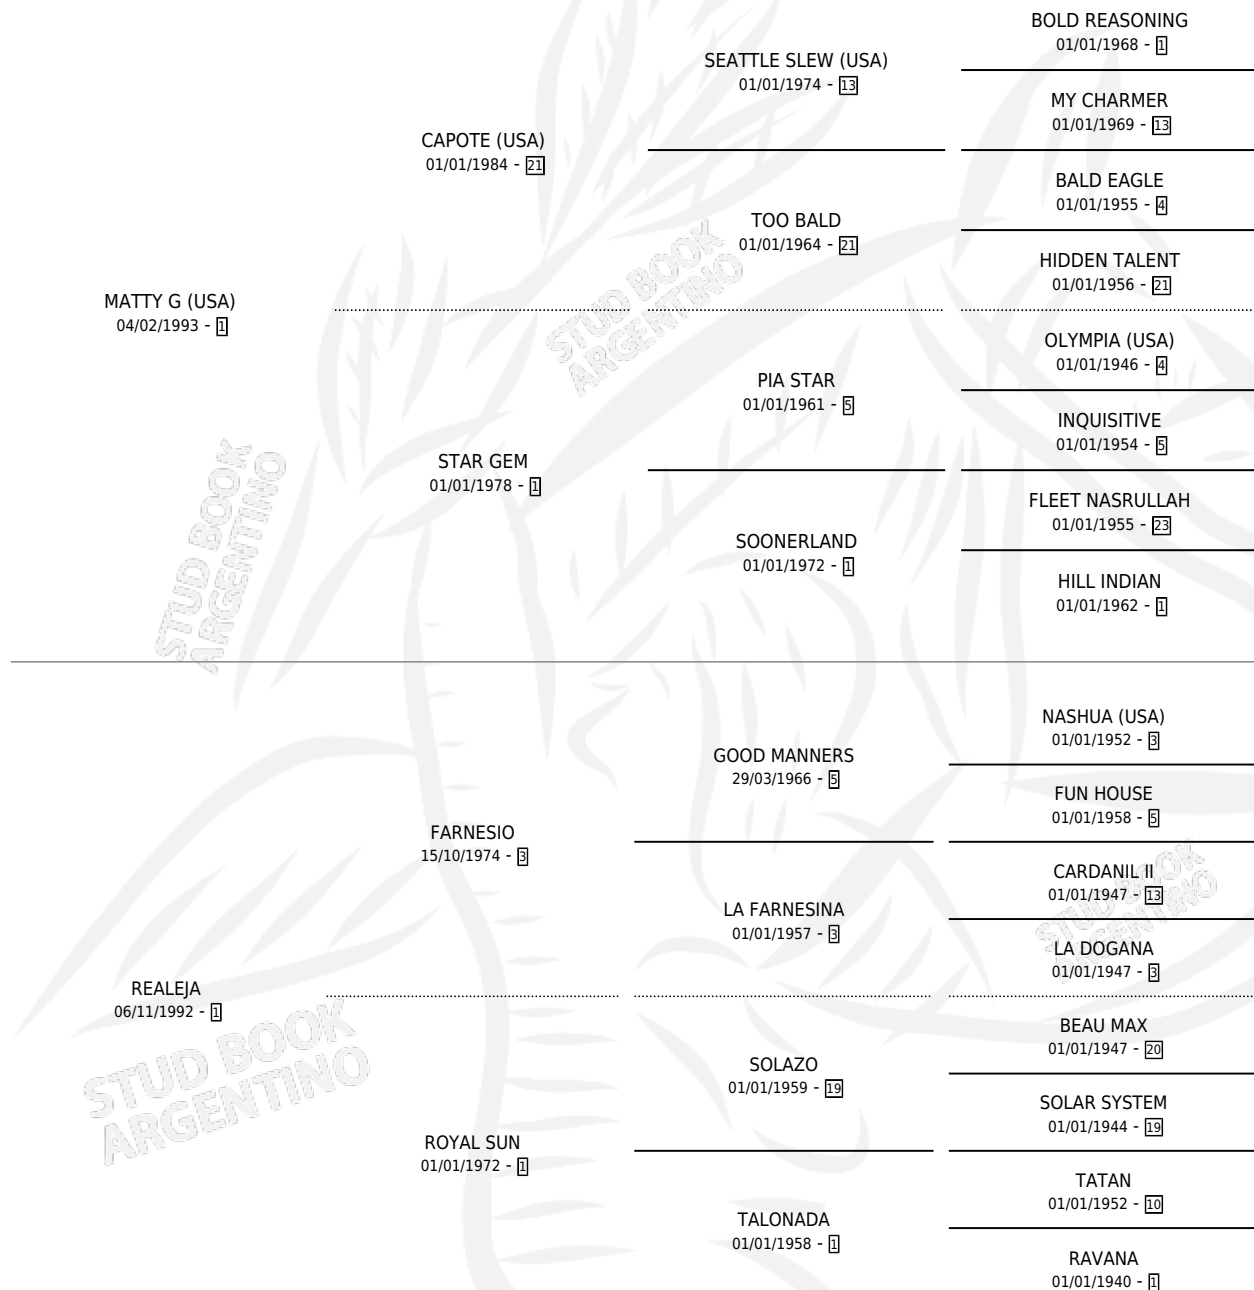 BOLD REASONING
01/01/1968 - 1
SEATTLE SLEW (USA)
01/01/1974 - 13
MY CHARMER
01/01/1969 - 13
CAPOTE (USA)
01/01/1984 - 21
BALD EAGLE
01/01/1955 - 4
TOO BALD
01/01/1964 - 21
HIDDEN TALENT
01/01/1956 - 21
MATTY G (USA)
04/02/1993 - 1
OLYMPIA (USA)
01/01/1946 - 4
PIA STAR
01/01/1961 - 5
INQUISITIVE
01/01/1954 - 5
STAR GEM
01/01/1978 - 1
FLEET NASRULLAH
01/01/1955 - 23
SOONERLAND
01/01/1972 - 1
HILL INDIAN
01/01/1962 - 1
NASHUA (USA)
01/01/1952 - 3
GOOD MANNERS
29/03/1966 - 5
FUN HOUSE
01/01/1958 - 5
FARNESIO
15/10/1974 - 3
CARDANIL II
01/01/1947 - 13
LA FARNESINA
01/01/1957 - 3
LA DOGANA
01/01/1947 - 3
REALEJA
06/11/1992 - 1
BEAU MAX
01/01/1947 - 20
SOLAZO
01/01/1959 - 19
SOLAR SYSTEM
01/01/1944 - 19
ROYAL SUN
01/01/1972 - 1
TATAN
01/01/1952 - 10
TALONADA
01/01/1958 - 1
RAVANA
01/01/1940 - 1
STUD BOOK
ARGENTINO
STUD BOOK
ARGENTINO
STUD BOOK
ARGENTINO
STUD BOOK
ARGENTINO